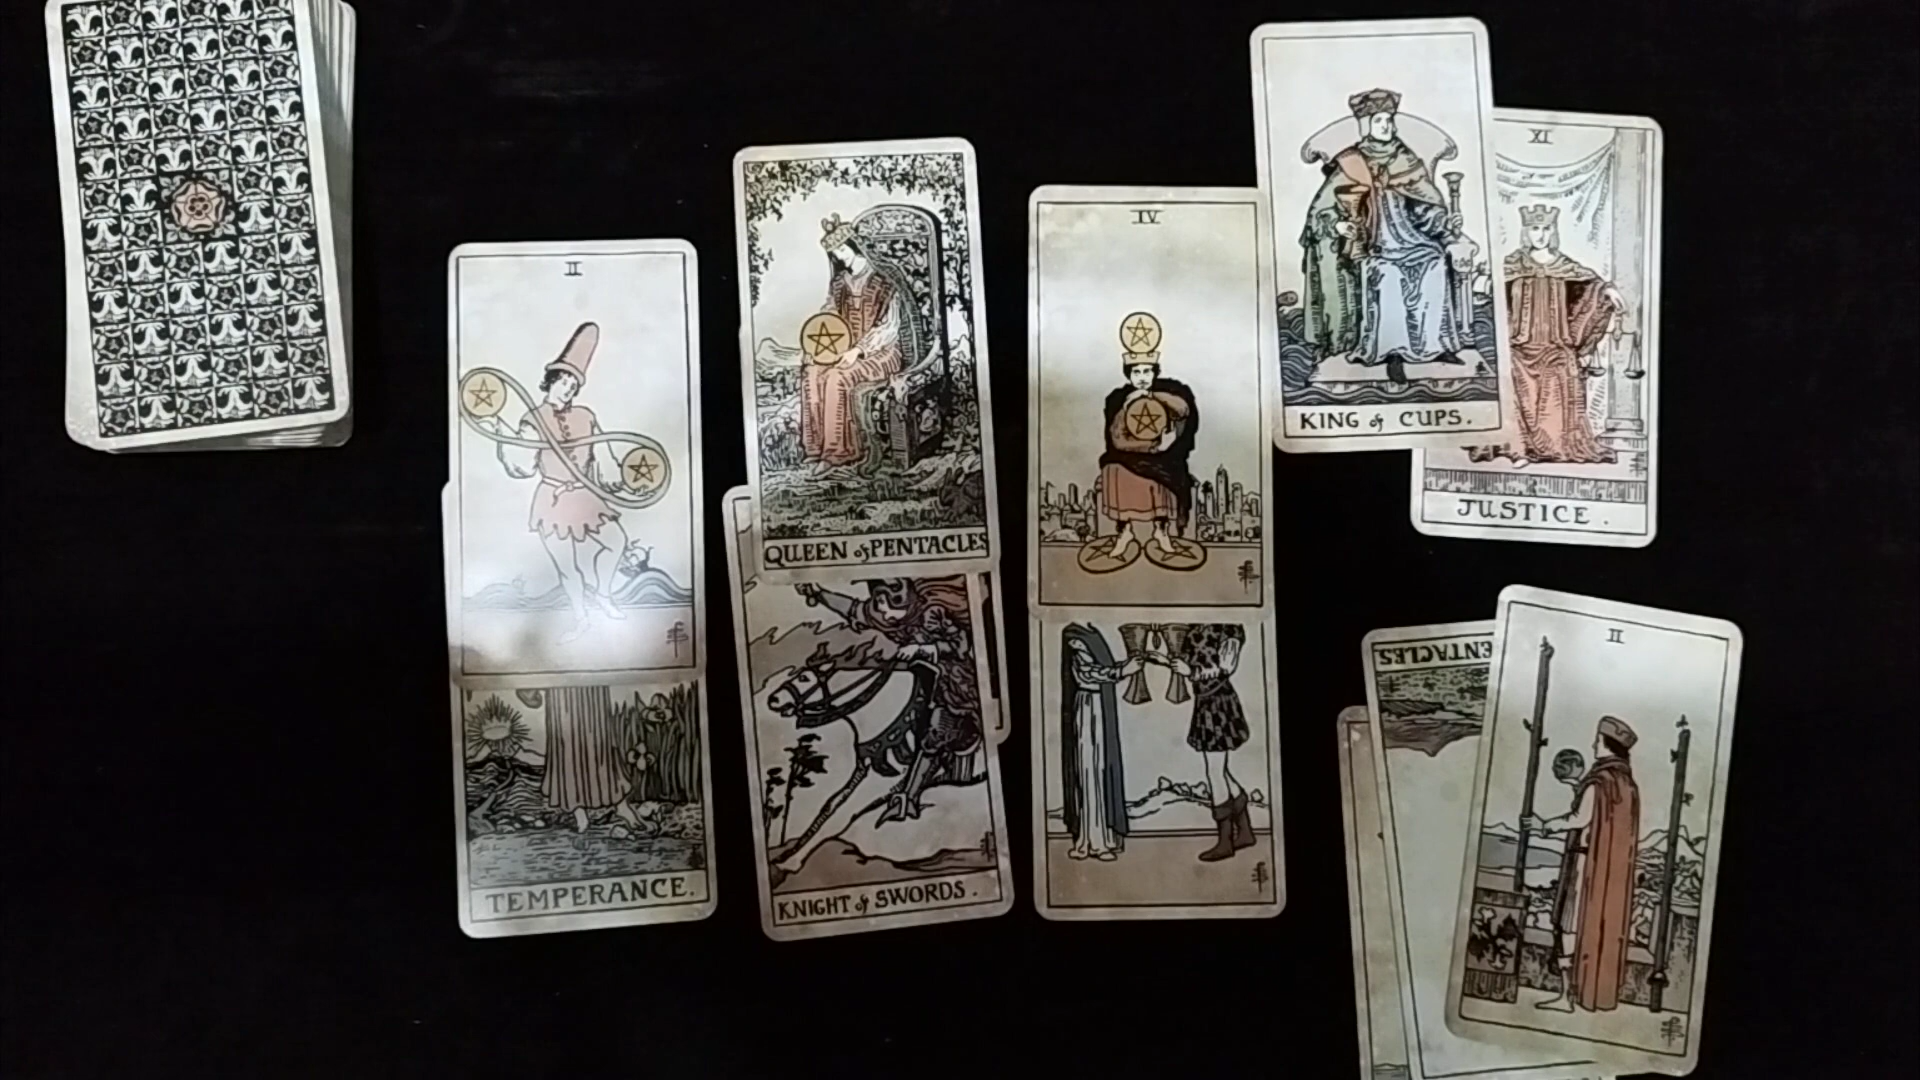 II
TEMPERANCE.
QUEEN of PENTACLES
KNIGHT of SWORDS.
IV
KING of CUPS.
XI
JUSTICE.
ENTACLES
II